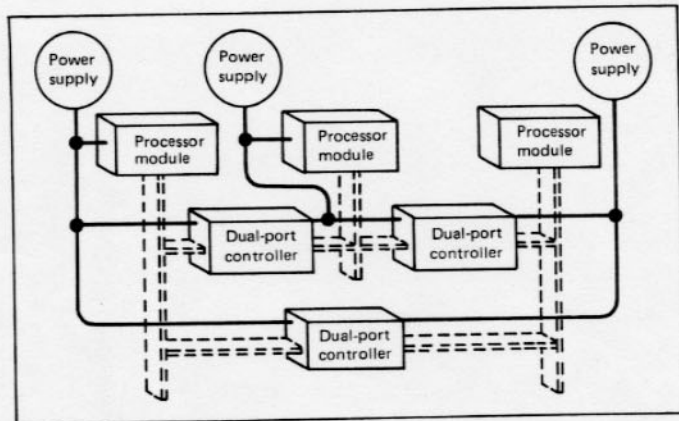 Power
supply
Power
supply
Power
supply
Processor
module
Processor
module
Processor
module
Dual-port
controller
Dual-port
controller
Dual-port
controller